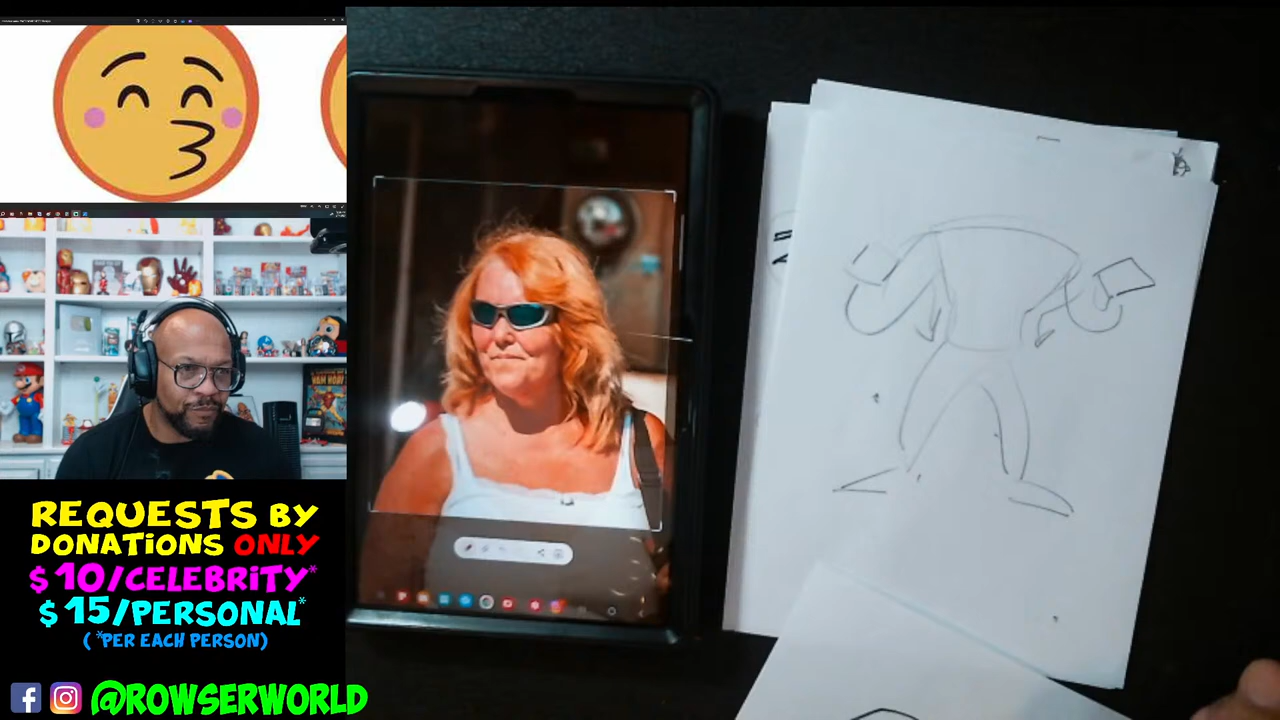 REQUESTS BY
DONATIONS ONLY
$10/CELEBRITY*
$15/PERSONAL*
(*PER EACH PERSON)
@ROWSERWORLD